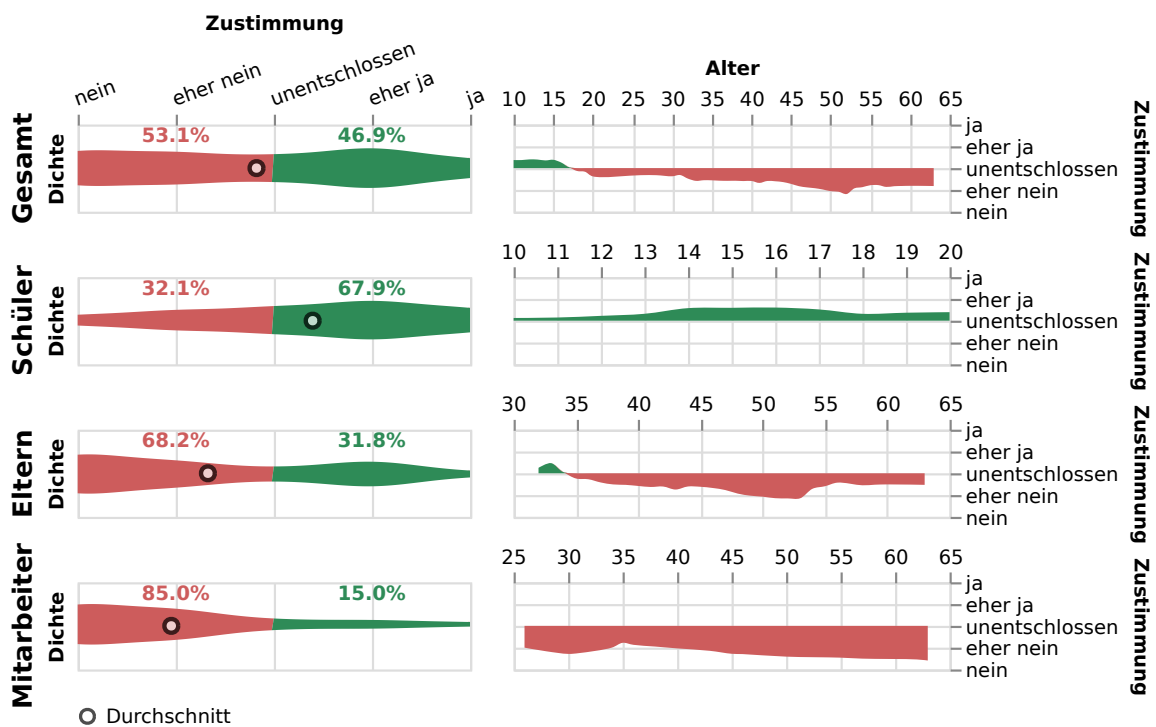 Zustimmung
nein
eher nein
unentschlossen
eher ja
ja
Alter
10 15 20 25 30 35 40 45 50 55 60 65
Gesamt
Dichte
53.1%
46.9%
ja
eher ja
unentschlossen
eher nein
nein
Zustimmung
10 11 12 13 14 15 16 17 18 19 20
Schüler
Dichte
32.1%
67.9%
ja
eher ja
unentschlossen
eher nein
nein
Zustimmung
30 35 40 45 50 55 60 65
Eltern
Dichte
68.2%
31.8%
ja
eher ja
unentschlossen
eher nein
nein
Zustimmung
25 30 35 40 45 50 55 60 65
Mitarbeiter
Dichte
85.0%
15.0%
ja
eher ja
unentschlossen
eher nein
nein
Zustimmung
Durchschnitt